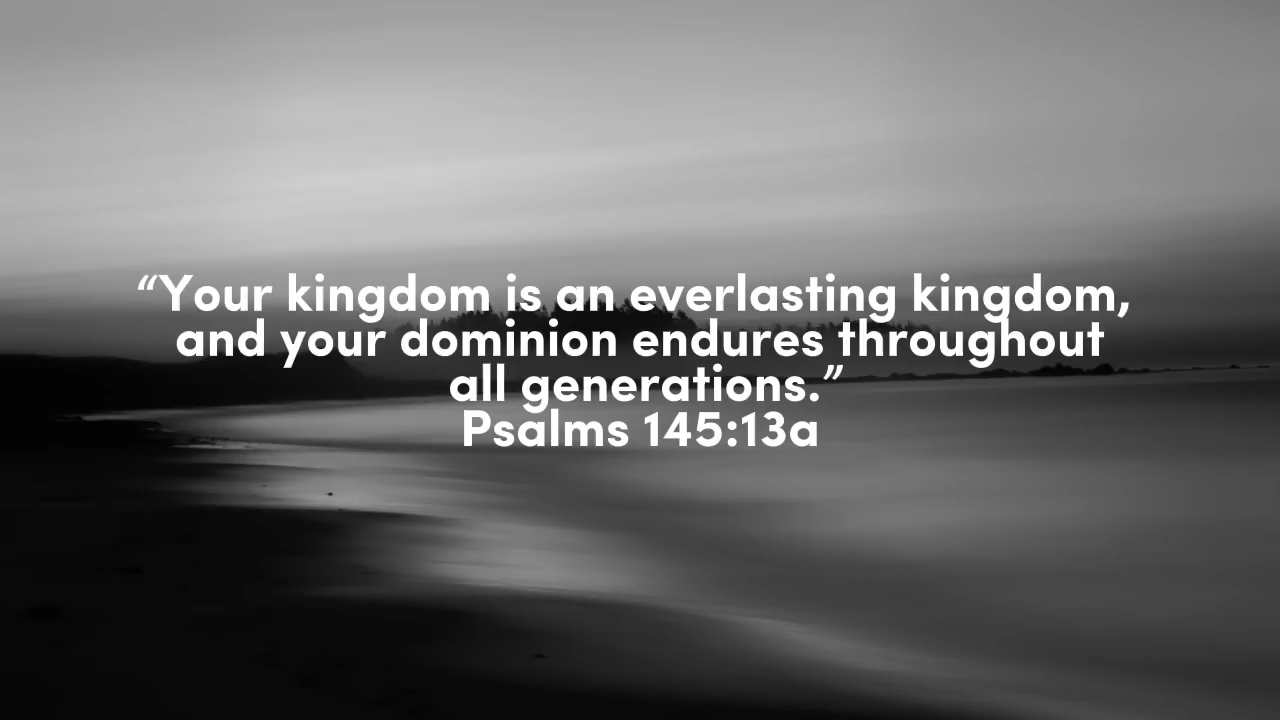 “Your kingdom is an everlasting kingdom,
and your dominion endures throughout
all generations.”
Psalms 145:13a